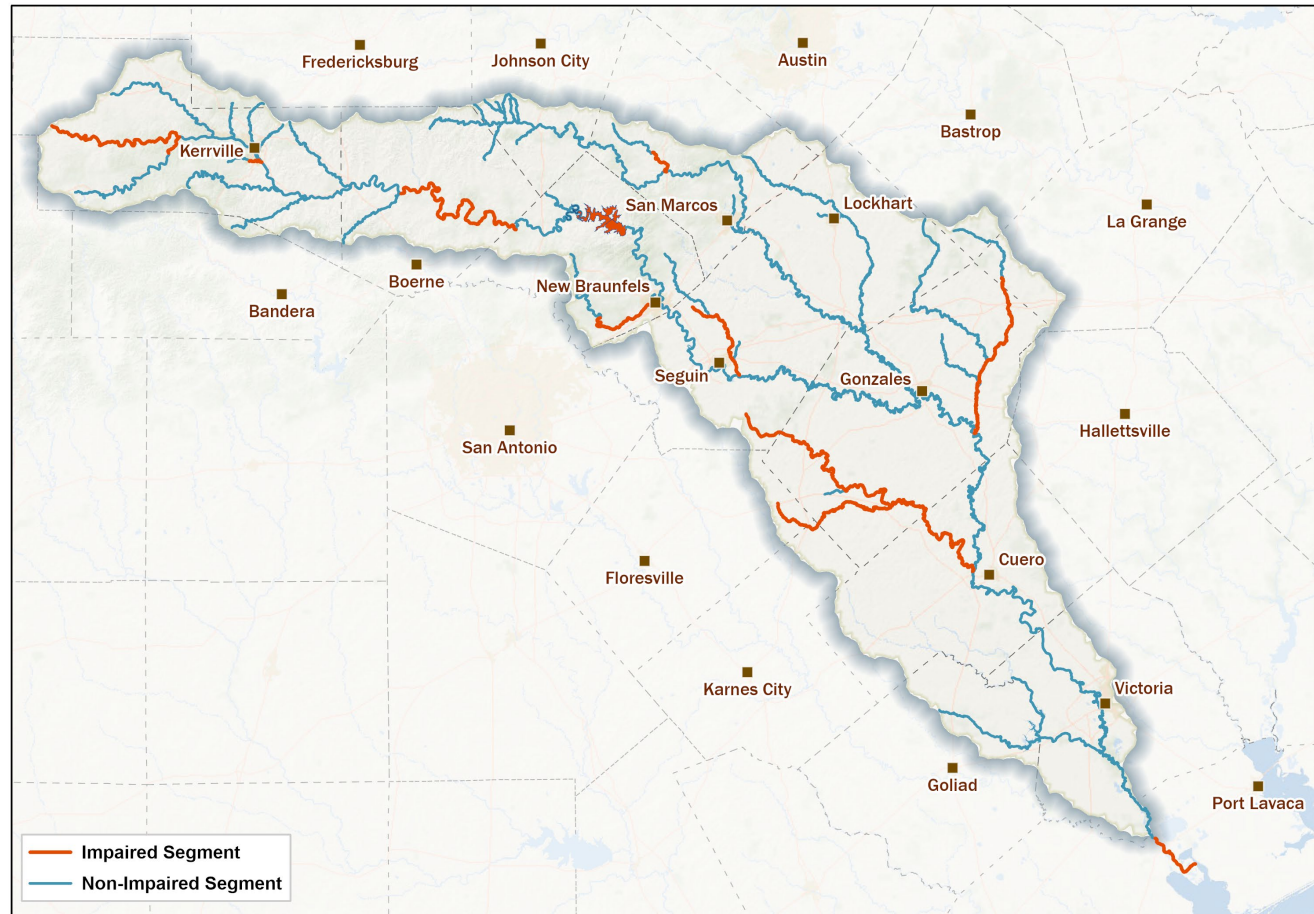 Fredericksburg
Johnson City
Austin
Bastrop
Kerrville
San Marcos
Lockhart
La Grange
Boerne
New Braunfels
Bandera
Seguin
Gonzales
Hallettsville
San Antonio
Floresville
Cuero
Karnes City
Victoria
Goliad
Port Lavaca
Impaired Segment
Non-Impaired Segment